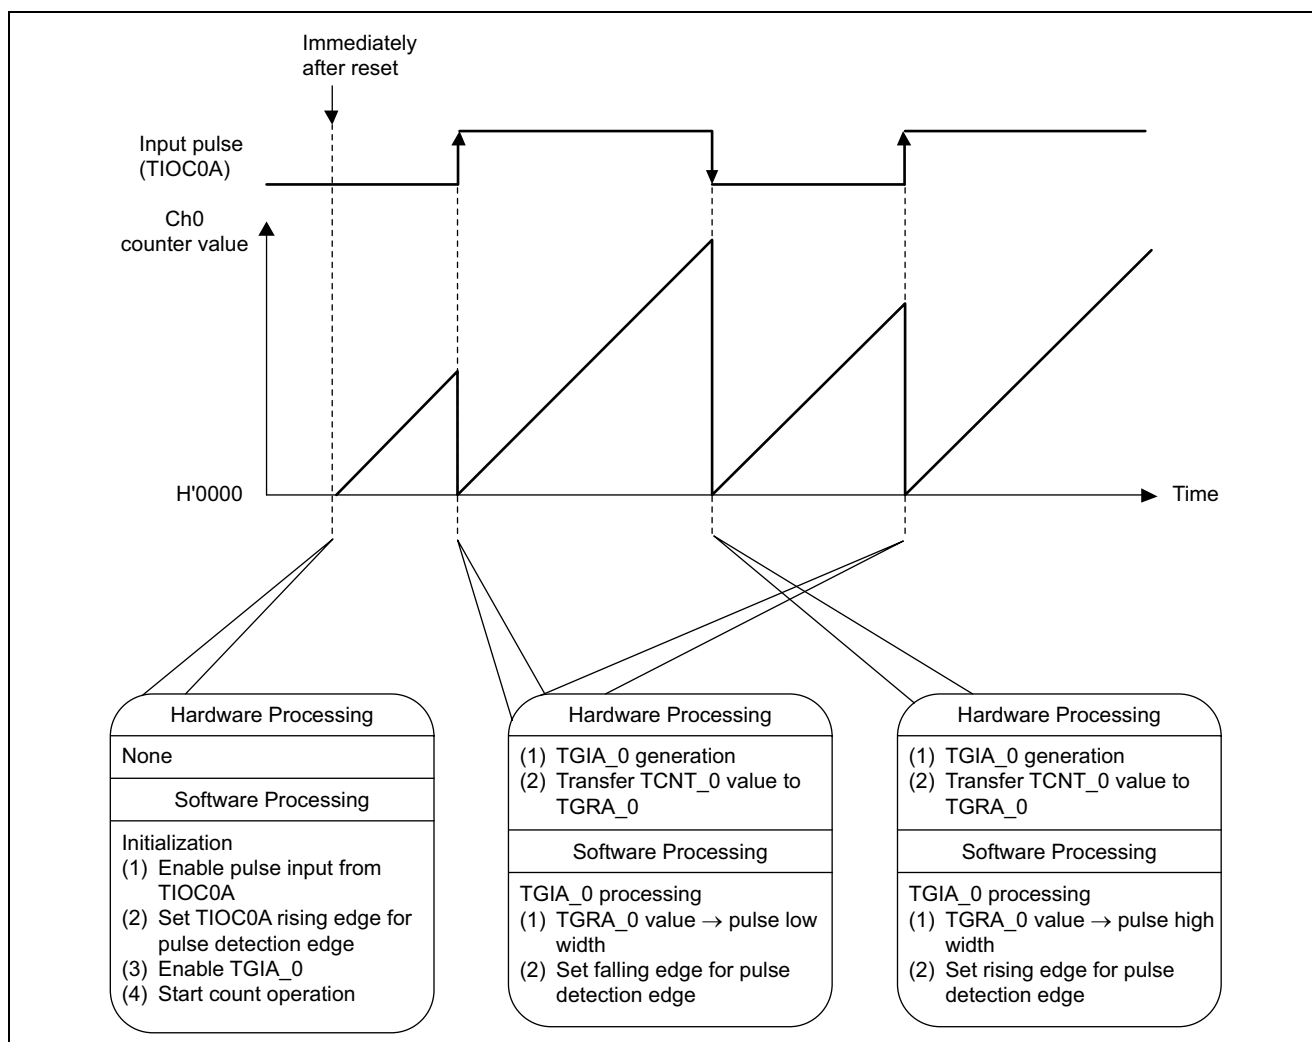 Immediately
after reset
Input pulse
(TIOC0A)
Ch0
counter value
H'0000
Time
Hardware Processing
None
Software Processing
Initialization
(1) Enable pulse input from
TIOC0A
(2) Set TIOC0A rising edge for
pulse detection edge
(3) Enable TGIA_0
(4) Start count operation
Hardware Processing
(1) TGIA_0 generation
(2) Transfer TCNT_0 value to
TGRA_0
Software Processing
TGIA_0 processing
(1) TGRA_0 value → pulse low
width
(2) Set falling edge for pulse
detection edge
Hardware Processing
(1) TGIA_0 generation
(2) Transfer TCNT_0 value to
TGRA_0
Software Processing
TGIA_0 processing
(1) TGRA_0 value → pulse high
width
(2) Set rising edge for pulse
detection edge